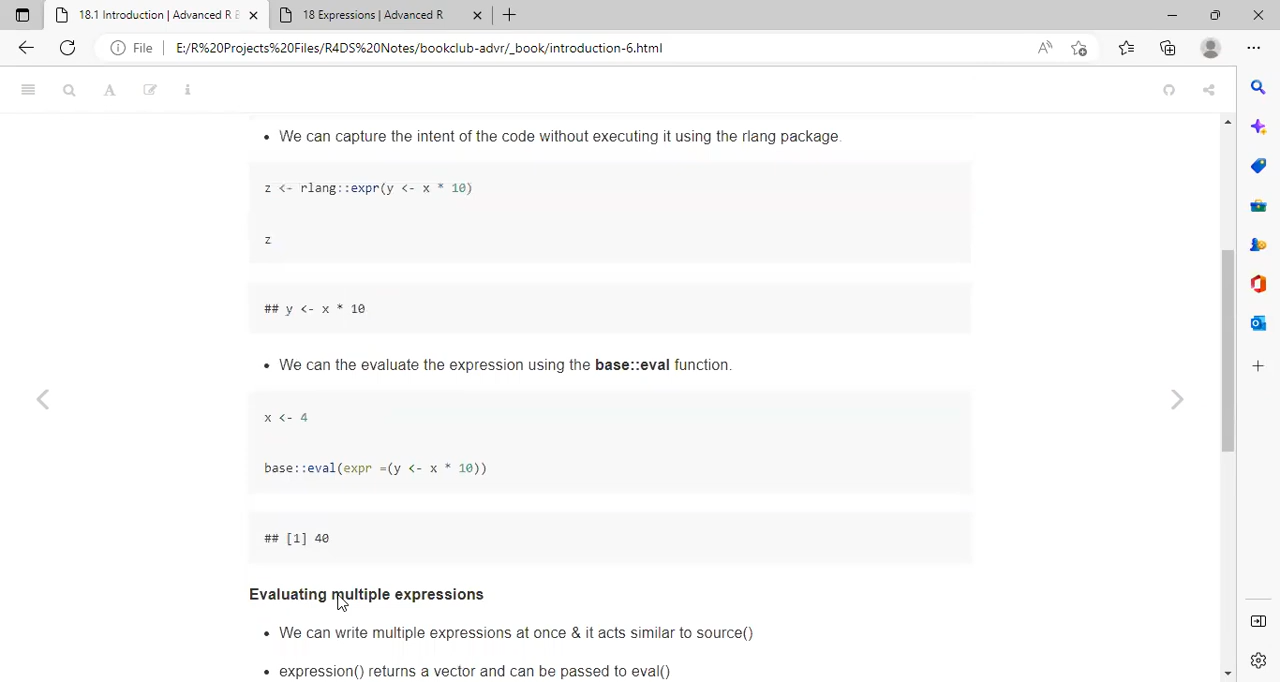 18.1 Introduction | Advanced R
18 Expressions | Advanced R
File
E:/R%20Projects%20Files/R4DS%20Notes/bookclub-advr/_book/introduction-6.html
• We can capture the intent of the code without executing it using the rlang package.
z <- rlang::expr(y <- x * 10)
z
## y <- x * 10
• We can the evaluate the expression using the base::eval function.
x <- 4
base::eval(expr =(y <- x * 10))
## [1] 40
Evaluating multiple expressions
• We can write multiple expressions at once & it acts similar to source()
• expression() returns a vector and can be passed to eval()